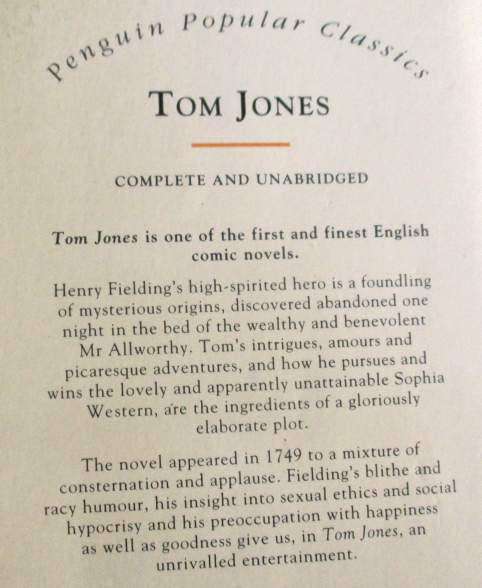 Penguin Popular Classics
TOM JONES
COMPLETE AND UNABRIDGED
Tom Jones is one of the first and finest English
comic novels.
Henry Fielding's high-spirited hero is a foundling
of mysterious origins, discovered abandoned one
night in the bed of the wealthy and benevolent
Mr Allworthy. Tom's intrigues, amours and
picaresque adventures, and how he pursues and
wins the lovely and apparently unattainable Sophia
Western, are the ingredients of a gloriously
elaborate plot.
The novel appeared in 1749 to a mixture of
consternation and applause. Fielding's blithe and
racy humour, his insight into sexual ethics and social
hypocrisy and his preoccupation with happiness
as well as goodness give us, in Tom Jones, an
unrivalled entertainment.